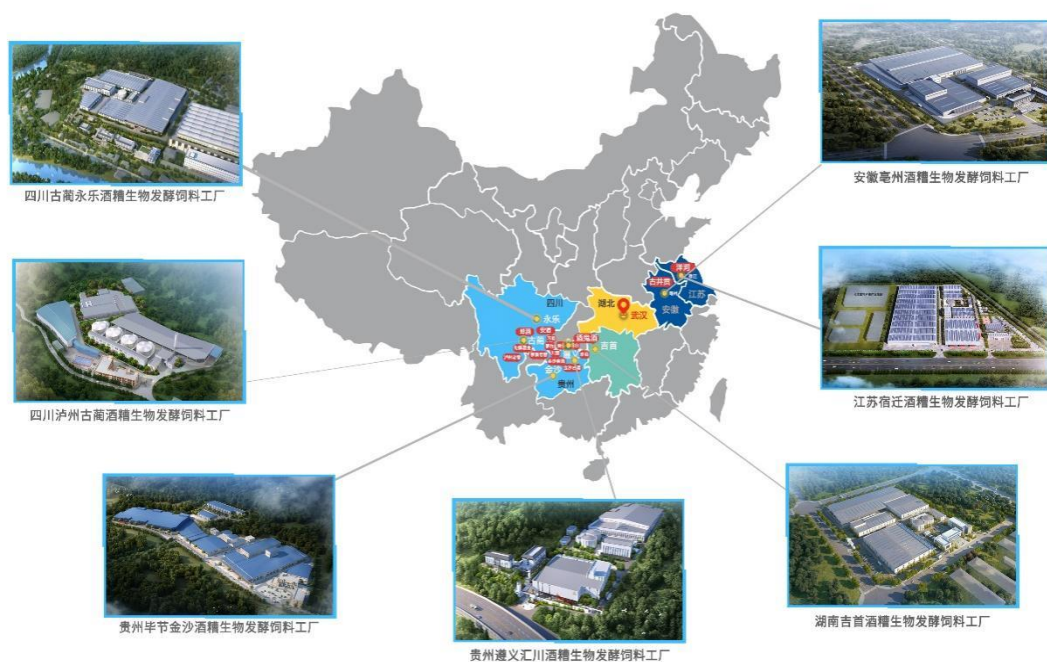 四川古蔺永乐酒糟生物发酵饲料工厂
安徽亳州酒糟生物发酵饲料工厂
四川泸州古蔺酒糟生物发酵饲料工厂
江苏宿迁酒糟生物发酵饲料工厂
贵州毕节金沙酒糟生物发酵饲料工厂
贵州遵义汇川酒糟生物发酵饲料工厂
湖南吉首酒糟生物发酵饲料工厂
洋河
古井贡
江苏
安徽
四川
永乐
湖北
武汉
古蔺
酒鬼酒
吉首
金沙
贵州